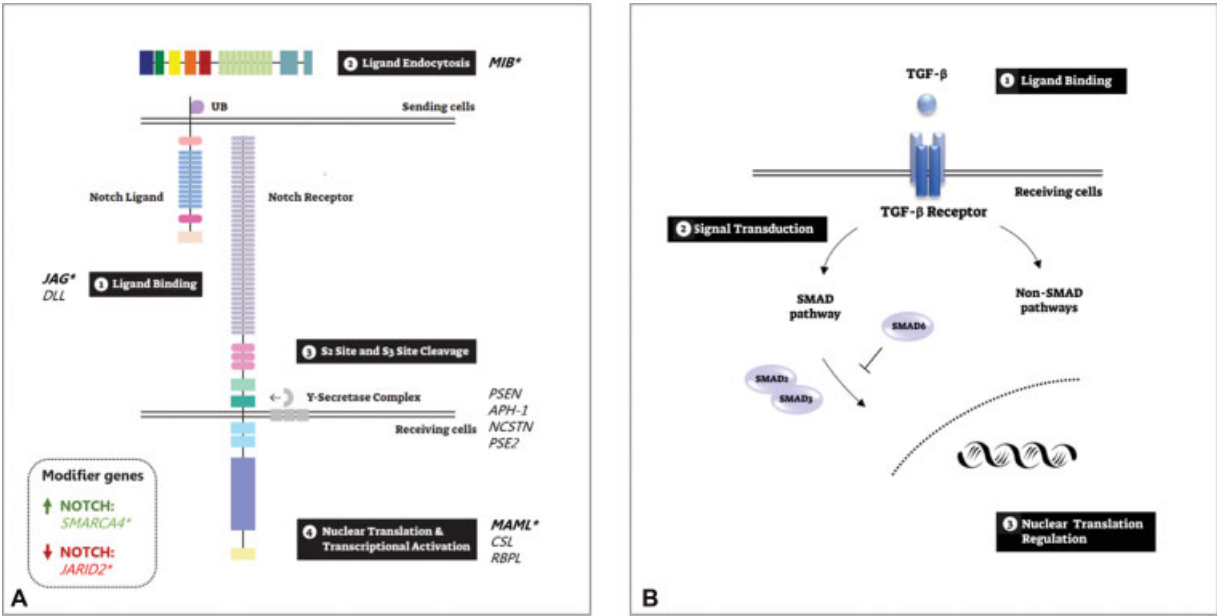 2 Ligand Endocytosis
MIB*
UB
Sending cells
Notch Ligand
Notch Receptor
JAG*
DLL
1 Ligand Binding
3 S2 Site and S3 Site Cleavage
Y-Secretase Complex
PSEN
APH-1
NCSTN
PSE2
Receiving cells
Modifier genes
NOTCH:
SMARCA4*
NOTCH:
JARID2*
4 Nuclear Translation &
Transcriptional Activation
MAML*
CSL
RBPL
A
TGF-β
1 Ligand Binding
Receiving cells
TGF-β Receptor
2 Signal Transduction
SMAD
pathway
Non-SMAD
pathways
SMAD6
SMAD2
SMAD3
3 Nuclear Translation
Regulation
B